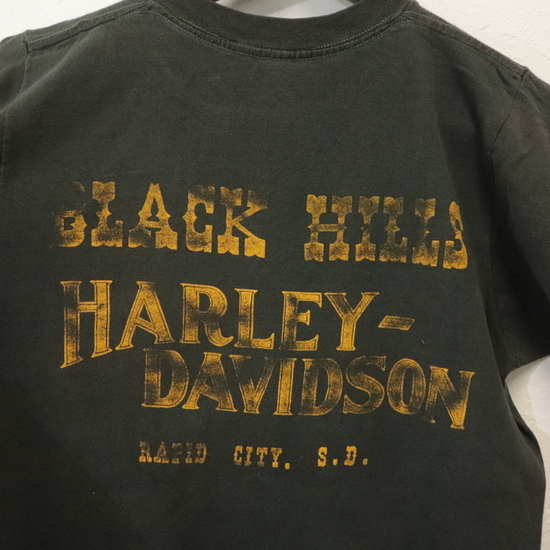 BLACK HILLS
HARLEY-
DAVIDSON
RAPID CITY, S.D.